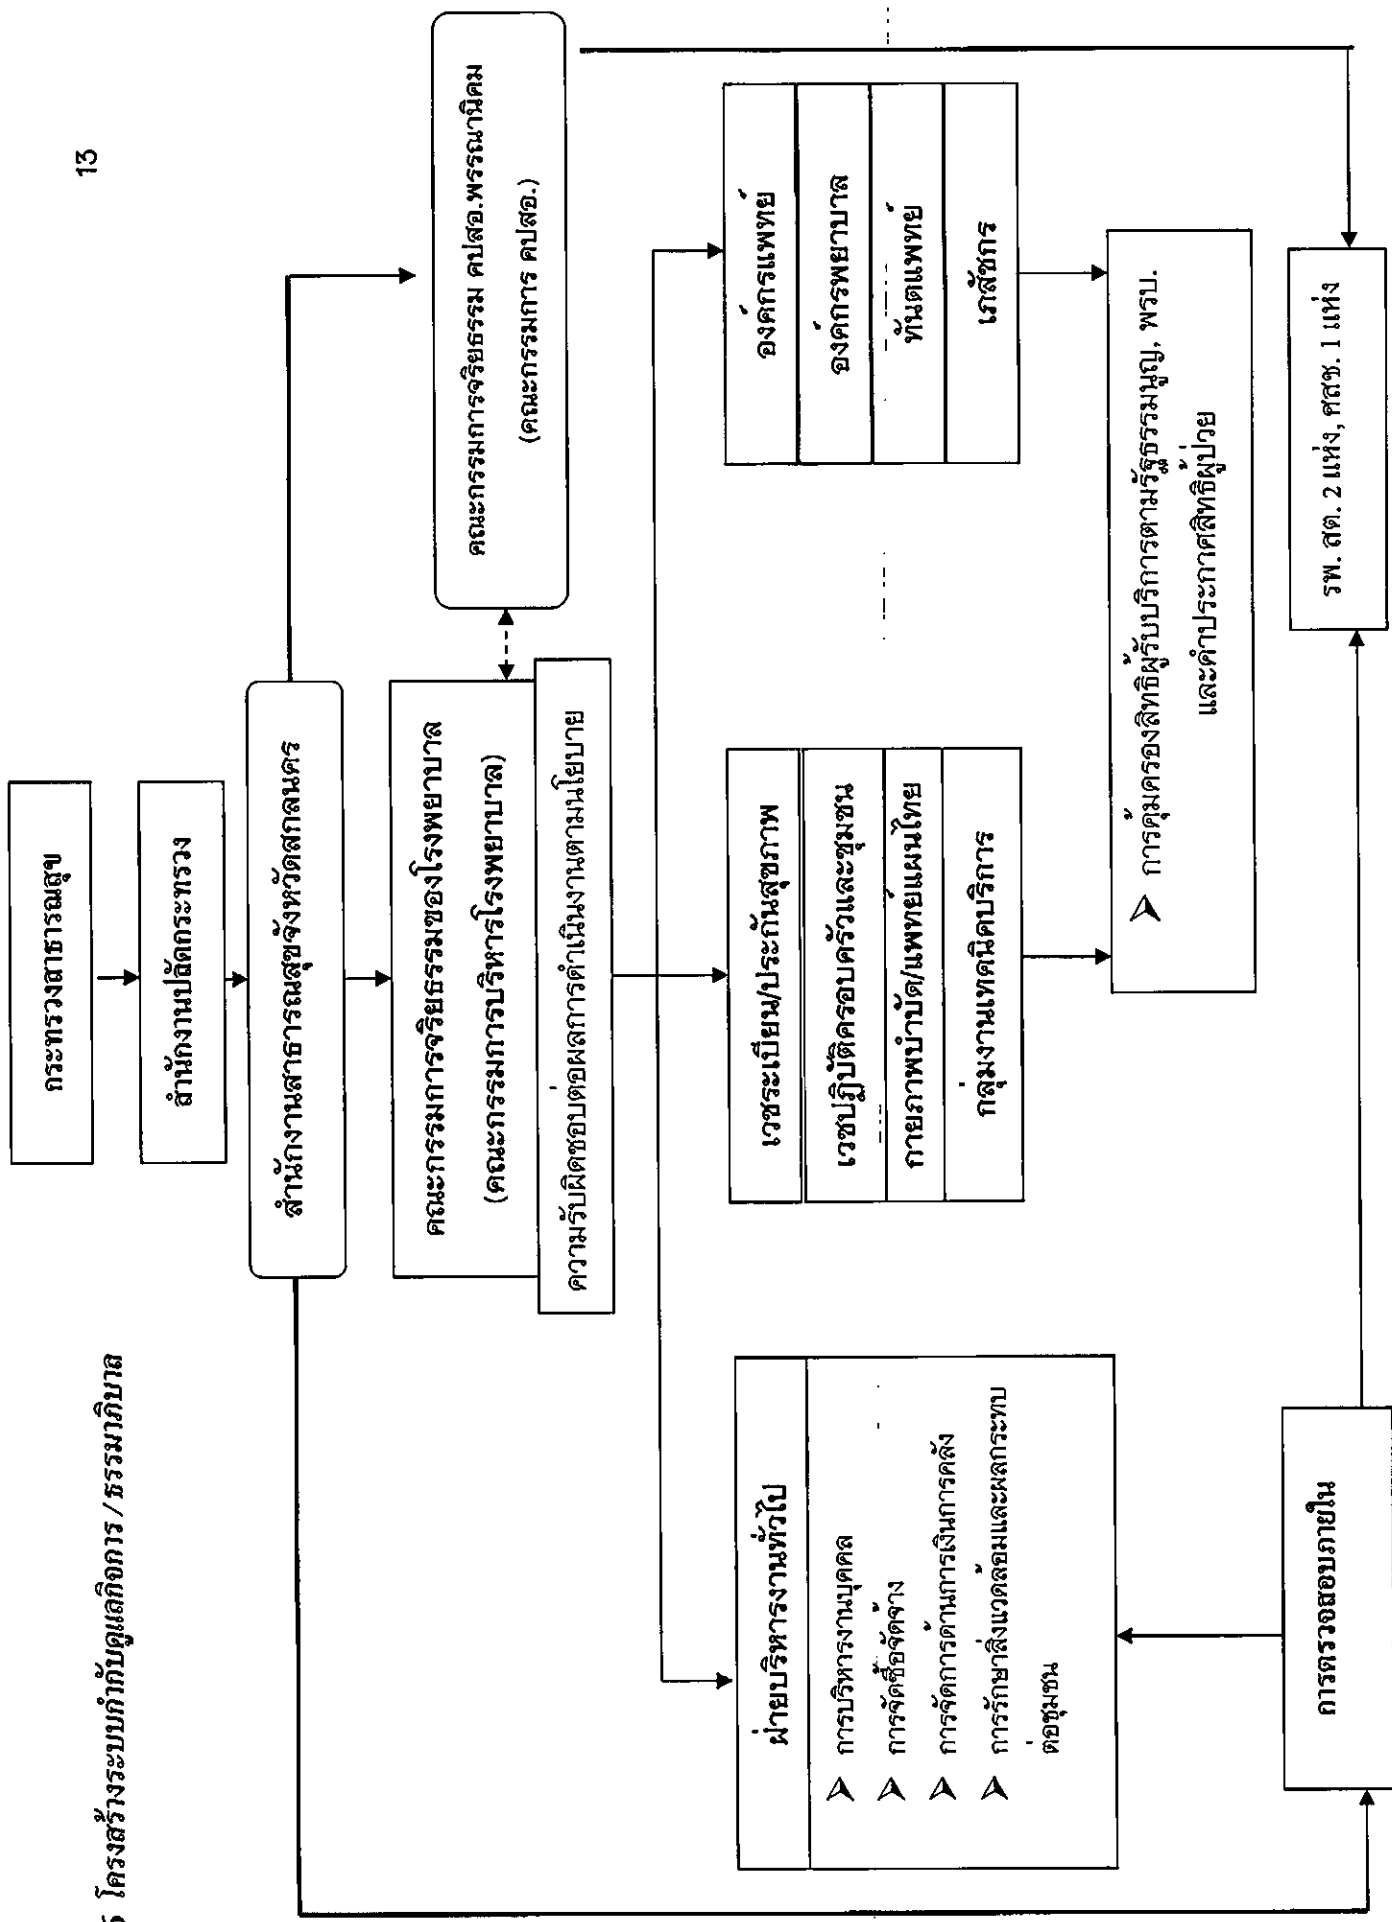 13
6 โครงสร้างระบบกำกับดูแลกิจการ/ธรรมาภิบาล
กระทรวงสาธารณสุข
สำนักงานปลัดกระทรวง
สำนักงานสาธารณสุขจังหวัดสกลนคร
คณะกรรมการจริยธรรมของโรงพยาบาล
(คณะกรรมการบริหารโรงพยาบาล)
ความรับผิดชอบต่อผลการดำเนินงานตามนโยบาย
คณะกรรมการจริยธรรม คปสอ.พรรณานิคม
(คณะกรรมการ คปสอ.)
ฝ่ายบริหารงานทั่วไป
➢ การบริหารงานบุคคล
➢ การจัดซื้อจัดจ้าง
➢ การจัดการด้านการเงินการคลัง
➢ การรักษาสิ่งแวดล้อมและผลกระทบ
ต่อชุมชน
เวชระเบียน/ประกันสุขภาพ
เวชปฏิบัติครอบครัวและชุมชน
กายภาพบำบัด/แพทย์แผนไทย
กลุ่มงานเทคนิคบริการ
องค์กรแพทย์
องค์กรพยาบาล
ทันตแพทย์
เภสัชกร
➢ การคุ้มครองสิทธิผู้รับบริการตามรัฐธรรมนูญ, พรบ.
และคำประกาศสิทธิผู้ป่วย
การตรวจสอบภายใน
รพ. สต. 2 แห่ง, ศสช. 1 แห่ง